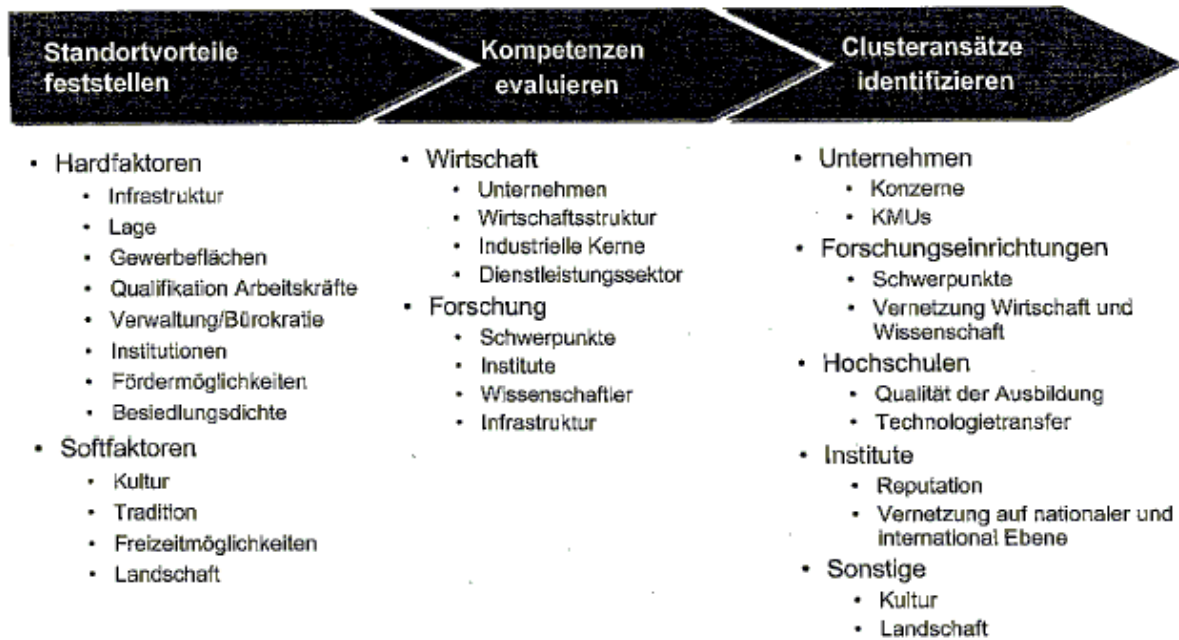 Standortvorteile
feststellen
Kompetenzen
evaluieren
Clusteransätze
identifizieren
• Hardfaktoren
• Infrastruktur
• Lage
• Gewerbeflächen
• Qualifikation Arbeitskräfte
• Verwaltung/Bürokratie
• Institutionen
• Fördermöglichkeiten
• Besiedlungsdichte
• Softfaktoren
• Kultur
• Tradition
• Freizeitmöglichkeiten
• Landschaft
• Wirtschaft
• Unternehmen
• Wirtschaftsstruktur
• Industrielle Kerne
• Dienstleistungssektor
• Forschung
• Schwerpunkte
• Institute
• Wissenschaftler
• Infrastruktur
• Unternehmen
• Konzerne
• KMUs
• Forschungseinrichtungen
• Schwerpunkte
• Vernetzung Wirtschaft und
Wissenschaft
• Hochschulen
• Qualität der Ausbildung
• Technologietransfer
• Institute
• Reputation
• Vernetzung auf nationaler und
international Ebene
• Sonstige
• Kultur
• Landschaft